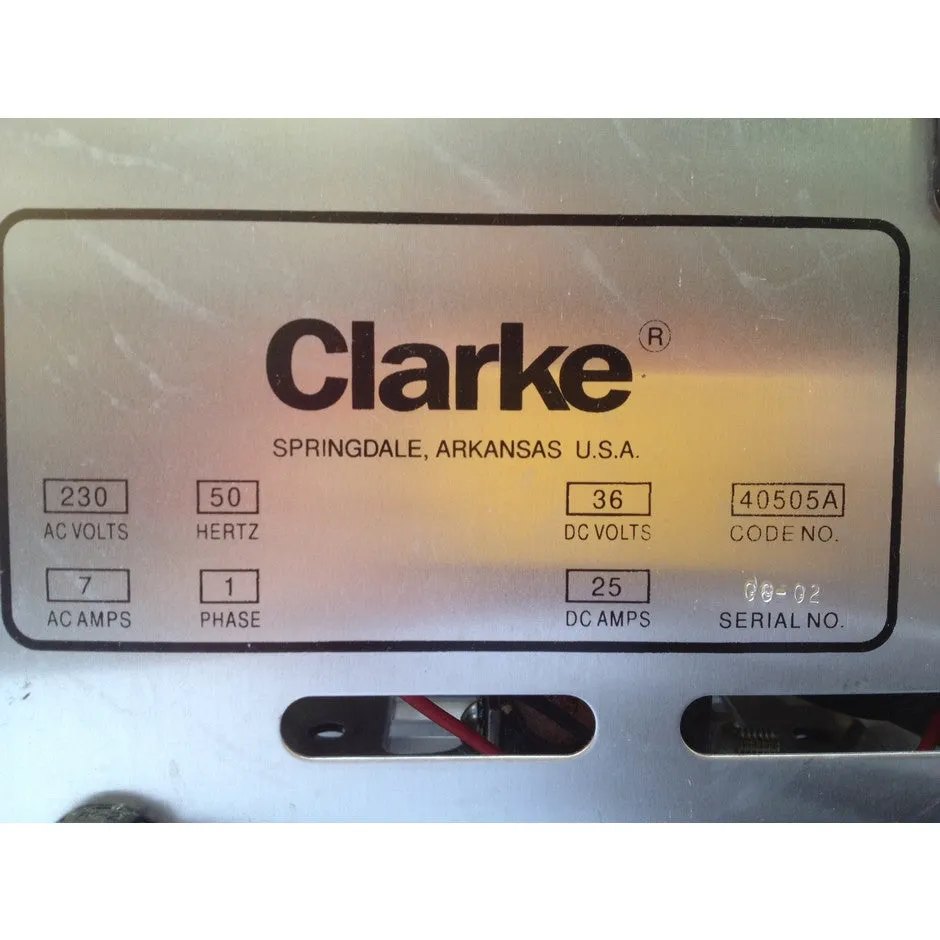 Clarke®
SPRINGDALE, ARKANSAS U.S.A.
230 50 36 40505A
AC VOLTS HERTZ DC VOLTS CODE NO.
7 1 25
AC AMPS PHASE DC AMPS SERIAL NO.